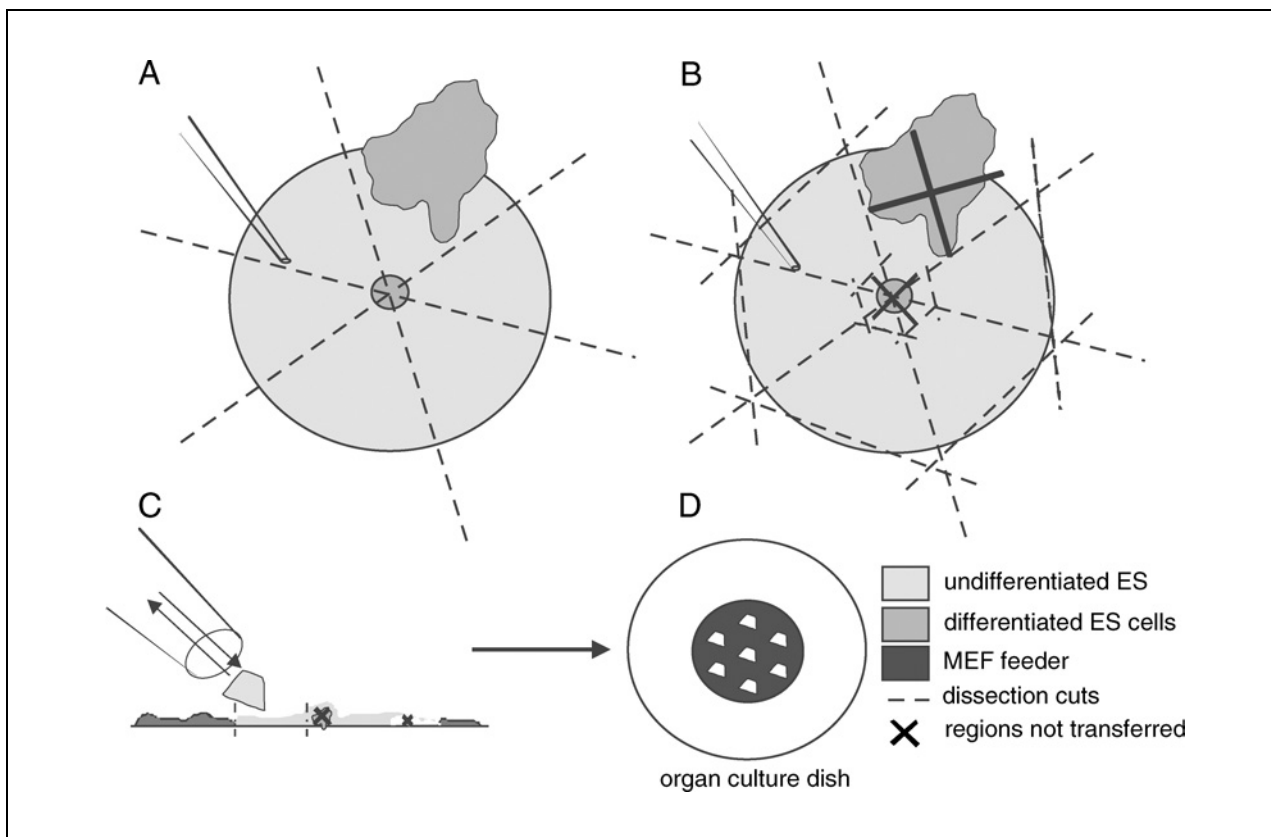 A
B
C
D
undifferentiated ES
differentiated ES cells
MEF feeder
dissection cuts
regions not transferred
organ culture dish